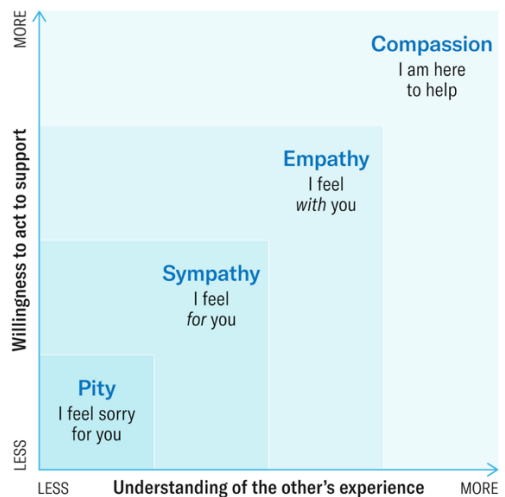 MORE
Compassion
I am here
to help
Empathy
I feel
with you
Willingness to act to support
Sympathy
I feel
for you
Pity
I feel sorry
for you
LESS
LESS
Understanding of the other's experience
MORE